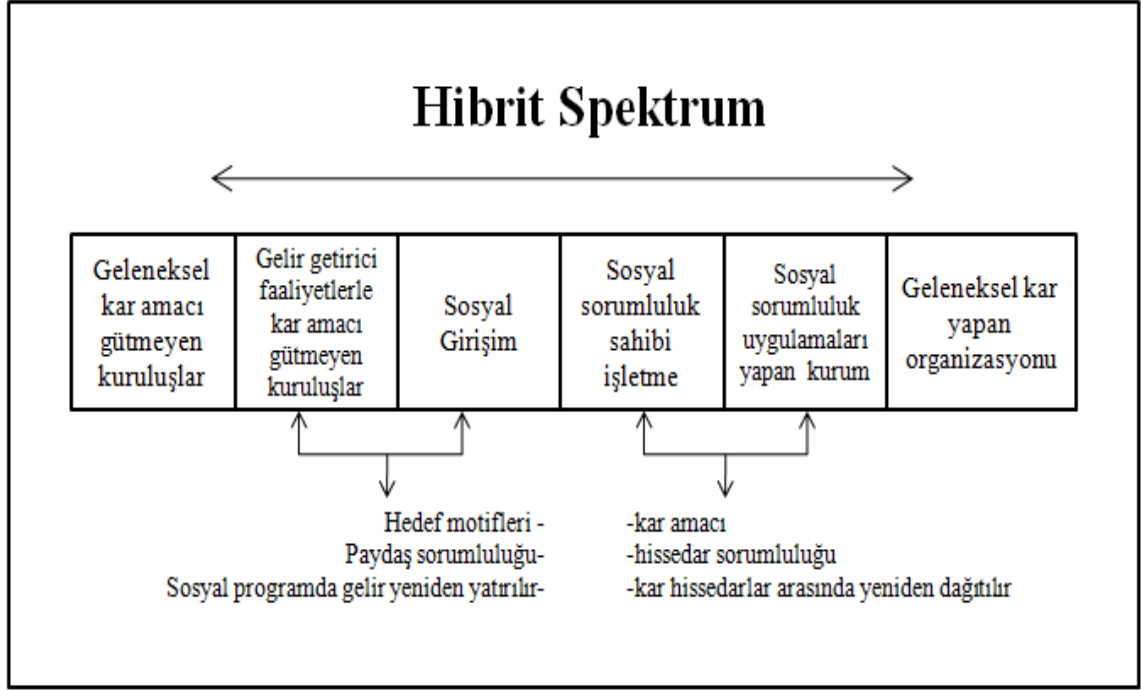 Hibrit Spektrum
Geleneksel
kar amacı
gütmeyen
kuruluşlar
Gelir getirici
faaliyetlerle
kar amacı
gütmeyen
kuruluşlar
Sosyal
Girişim
Sosyal
sorumluluk
sahibi
işletme
Sosyal
sorumluluk
uygulamaları
yapan kurum
Geleneksel kar
yapan
organizasyonu
Hedef motifleri -
Paydaş sorumluluğu-
Sosyal programda gelir yeniden yatırılır-
-kar amacı
-hissedar sorumluluğu
-kar hissedarlar arasında yeniden dağıtılır